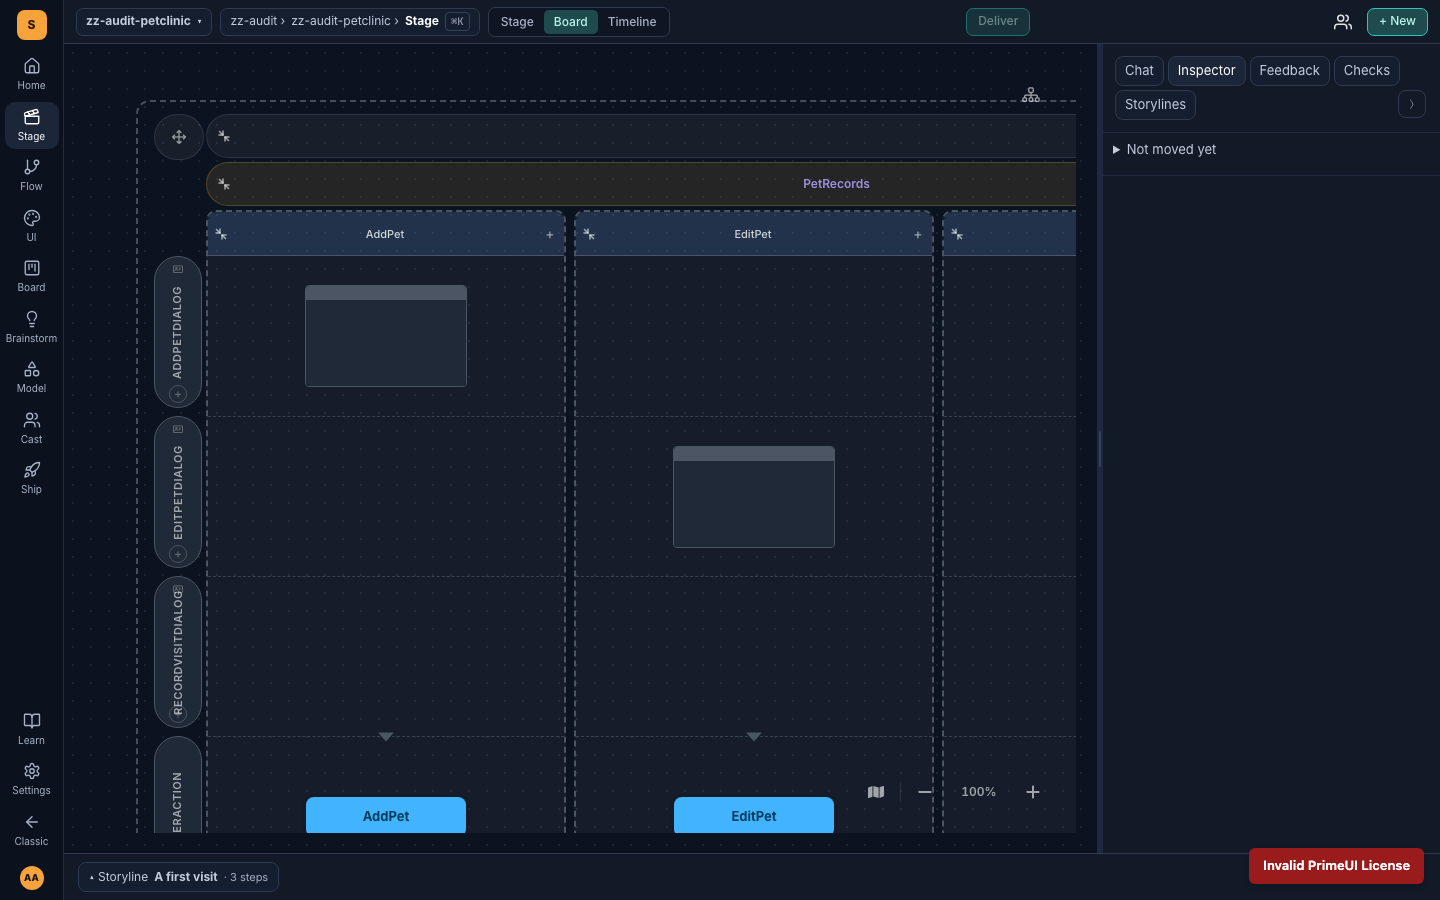 S
zz-audit-petclinic
zz-audit › zz-audit-petclinic › Stage ⌘K
Stage Board Timeline
Deliver
+ New
Home
Stage
Flow
UI
Board
Brainstorm
Model
Cast
Ship
Learn
Settings
Classic
AA
PetRecords
AddPet +
EditPet +
ADDPETDIALOG
EDITPETDIALOG
RECORDVISITDIALOG
ERACTION
AddPet
EditPet
100%
Chat Inspector Feedback Checks
Storylines
Not moved yet
Storyline A first visit · 3 steps
Invalid PrimeUI License